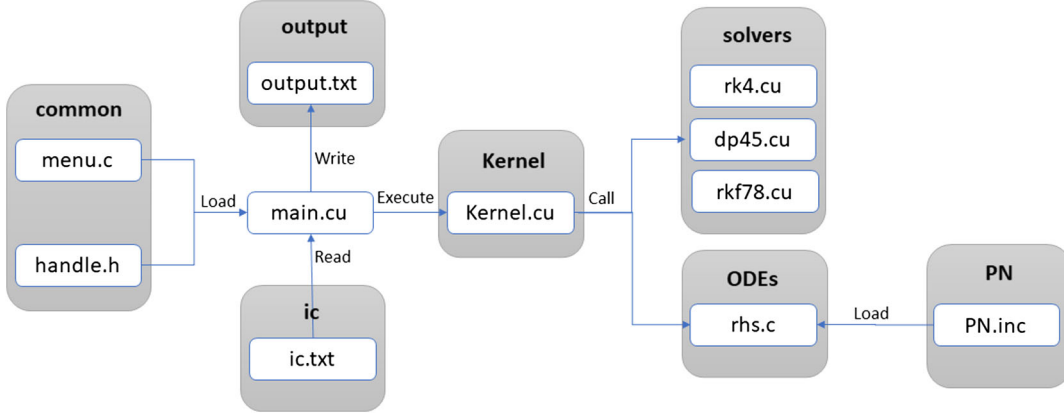 common
menu.c
handle.h
Load
output
output.txt
Write
main.cu
Read
ic
ic.txt
Execute
Kernel
Kernel.cu
Call
solvers
rk4.cu
dp45.cu
rkf78.cu
ODEs
rhs.c
Load
PN
PN.inc